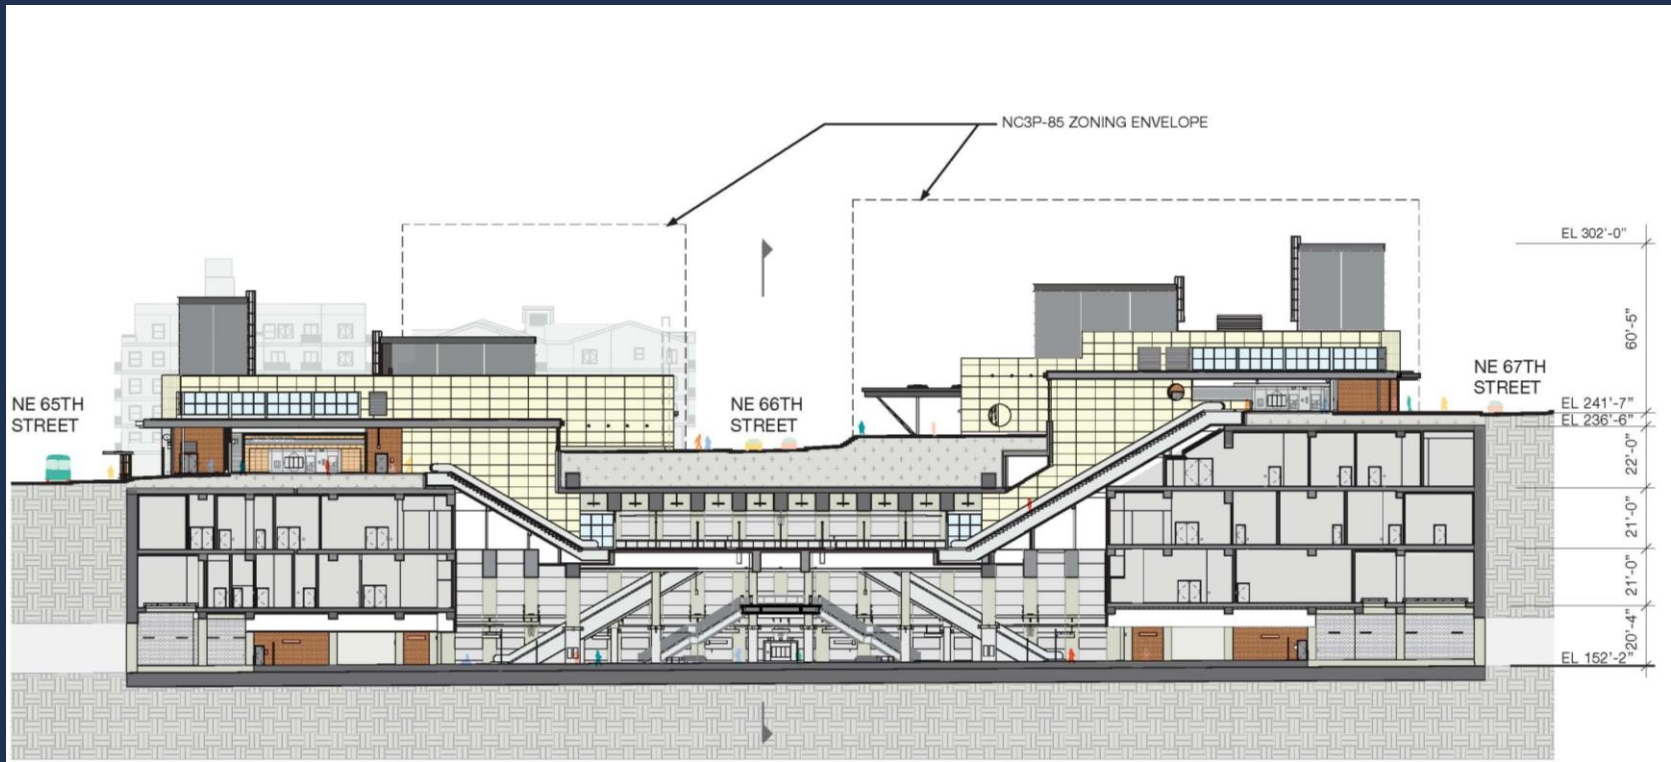 NC3P-85 ZONING ENVELOPE
EL 302'-0"
60'-5"
NE 65TH
STREET
NE 66TH
STREET
NE 67TH
STREET
EL 241'-7"
EL 236'-6"
22'-0"
21'-0"
21'-0"
20'-4"
EL 152'-2"